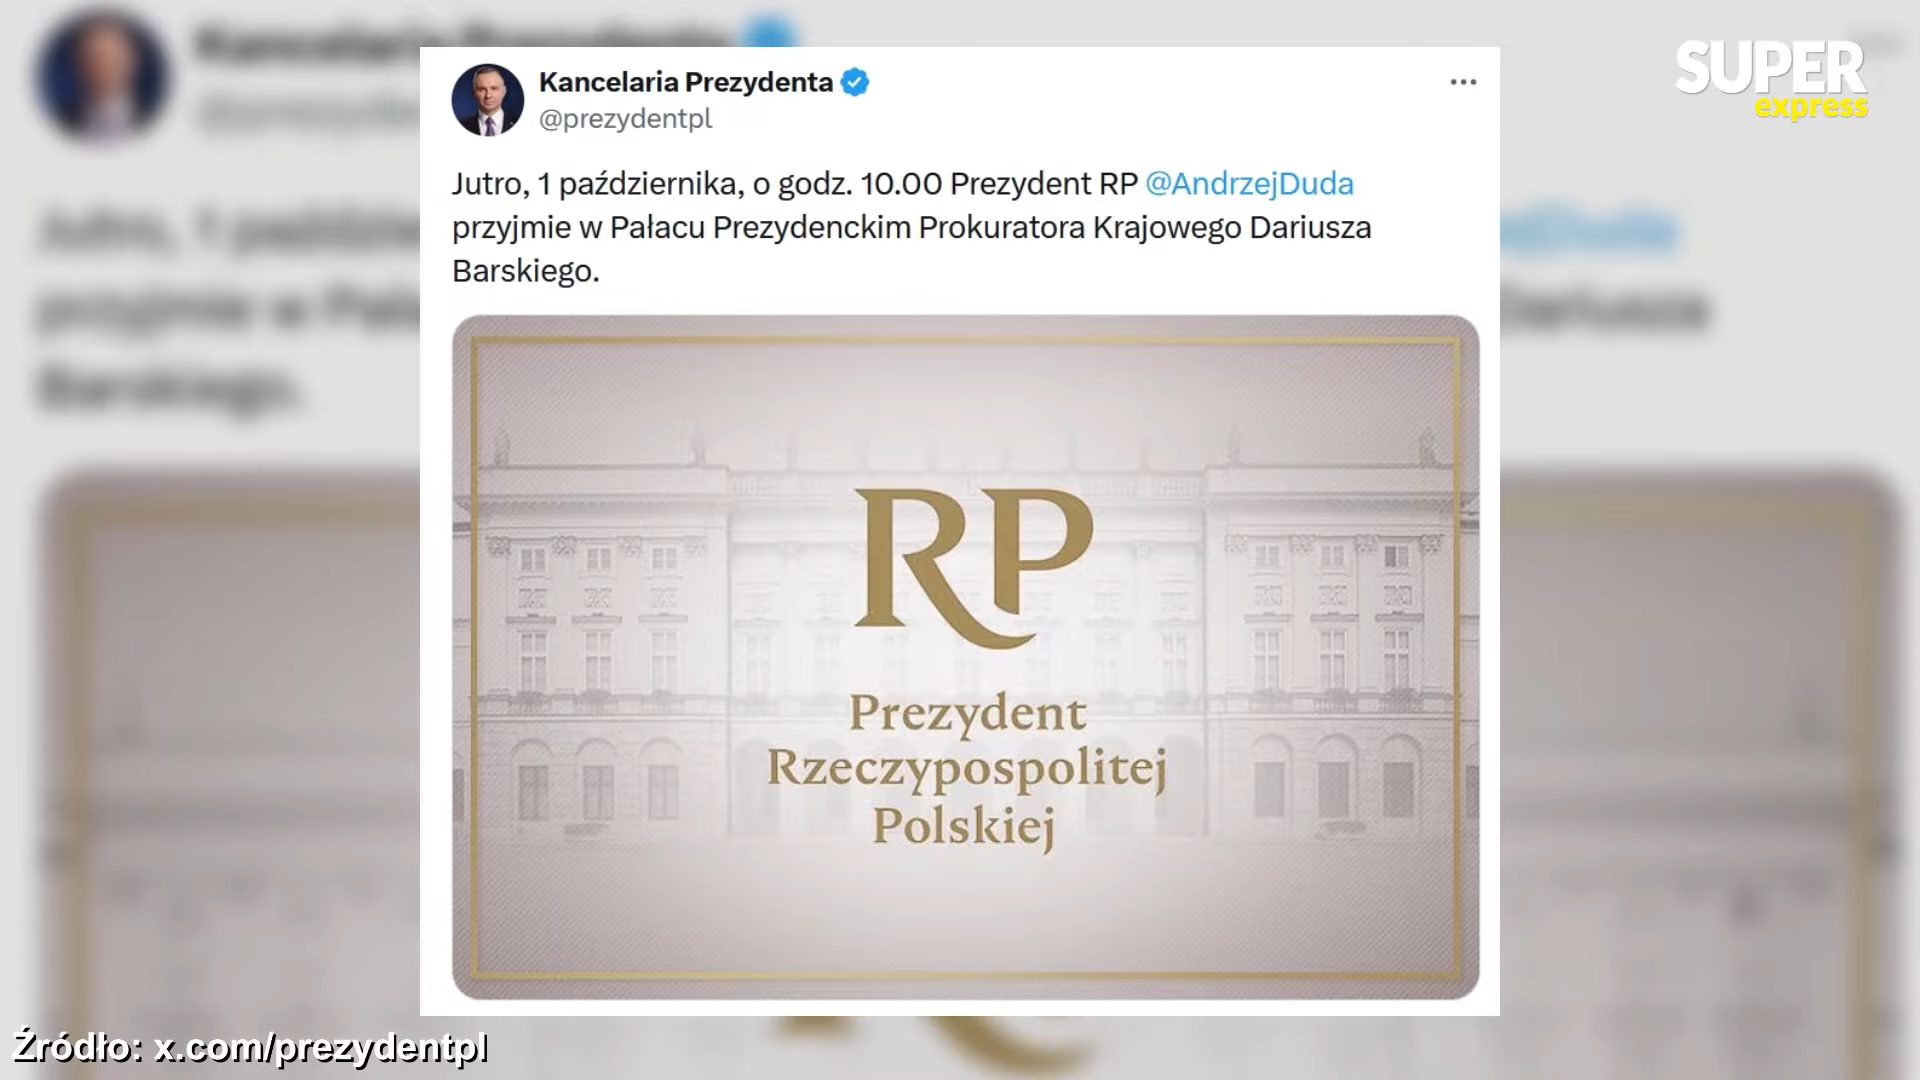 Kancelaria Prezydenta
@prezydentpl
SUPER
express
Jutro, 1 października, o godz. 10.00 Prezydent RP @AndrzejDuda
przyjmie w Pałacu Prezydenckim Prokuratora Krajowego Dariusza
Barskiego.
RP
Prezydent
Rzeczypospolitej
Polskiej
Źródło: x.com/prezydentpl